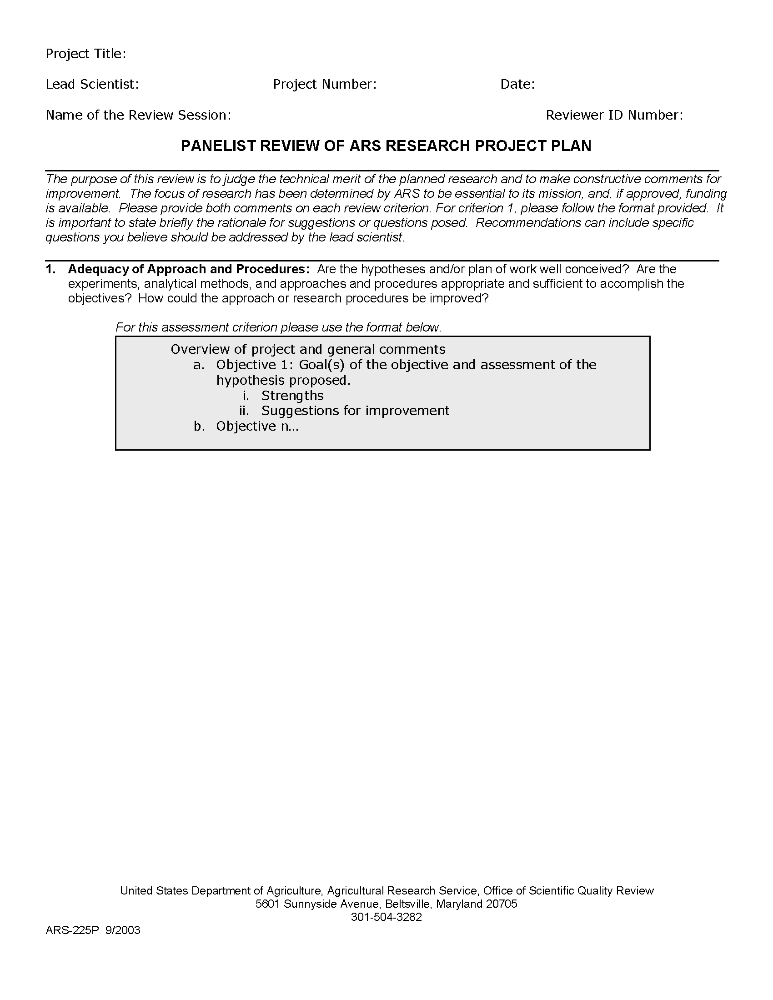 Project Title:
Lead Scientist: Project Number: Date:
Name of the Review Session: Reviewer ID Number:
PANELIST REVIEW OF ARS RESEARCH PROJECT PLAN
The purpose of this review is to judge the technical merit of the planned research and to make constructive comments for
improvement. The focus of research has been determined by ARS to be essential to its mission, and, if approved, funding
is available. Please provide both comments on each review criterion. For criterion 1, please follow the format provided. It
is important to state briefly the rationale for suggestions or questions posed. Recommendations can include specific
questions you believe should be addressed by the lead scientist.
1. Adequacy of Approach and Procedures: Are the hypotheses and/or plan of work well conceived? Are the
experiments, analytical methods, and approaches and procedures appropriate and sufficient to accomplish the
objectives? How could the approach or research procedures be improved?
For this assessment criterion please use the format below.
Overview of project and general comments
a. Objective 1: Goal(s) of the objective and assessment of the
hypothesis proposed.
i. Strengths
ii. Suggestions for improvement
b. Objective n…
United States Department of Agriculture, Agricultural Research Service, Office of Scientific Quality Review
5601 Sunnyside Avenue, Beltsville, Maryland 20705
301-504-3282
ARS-225P 9/2003